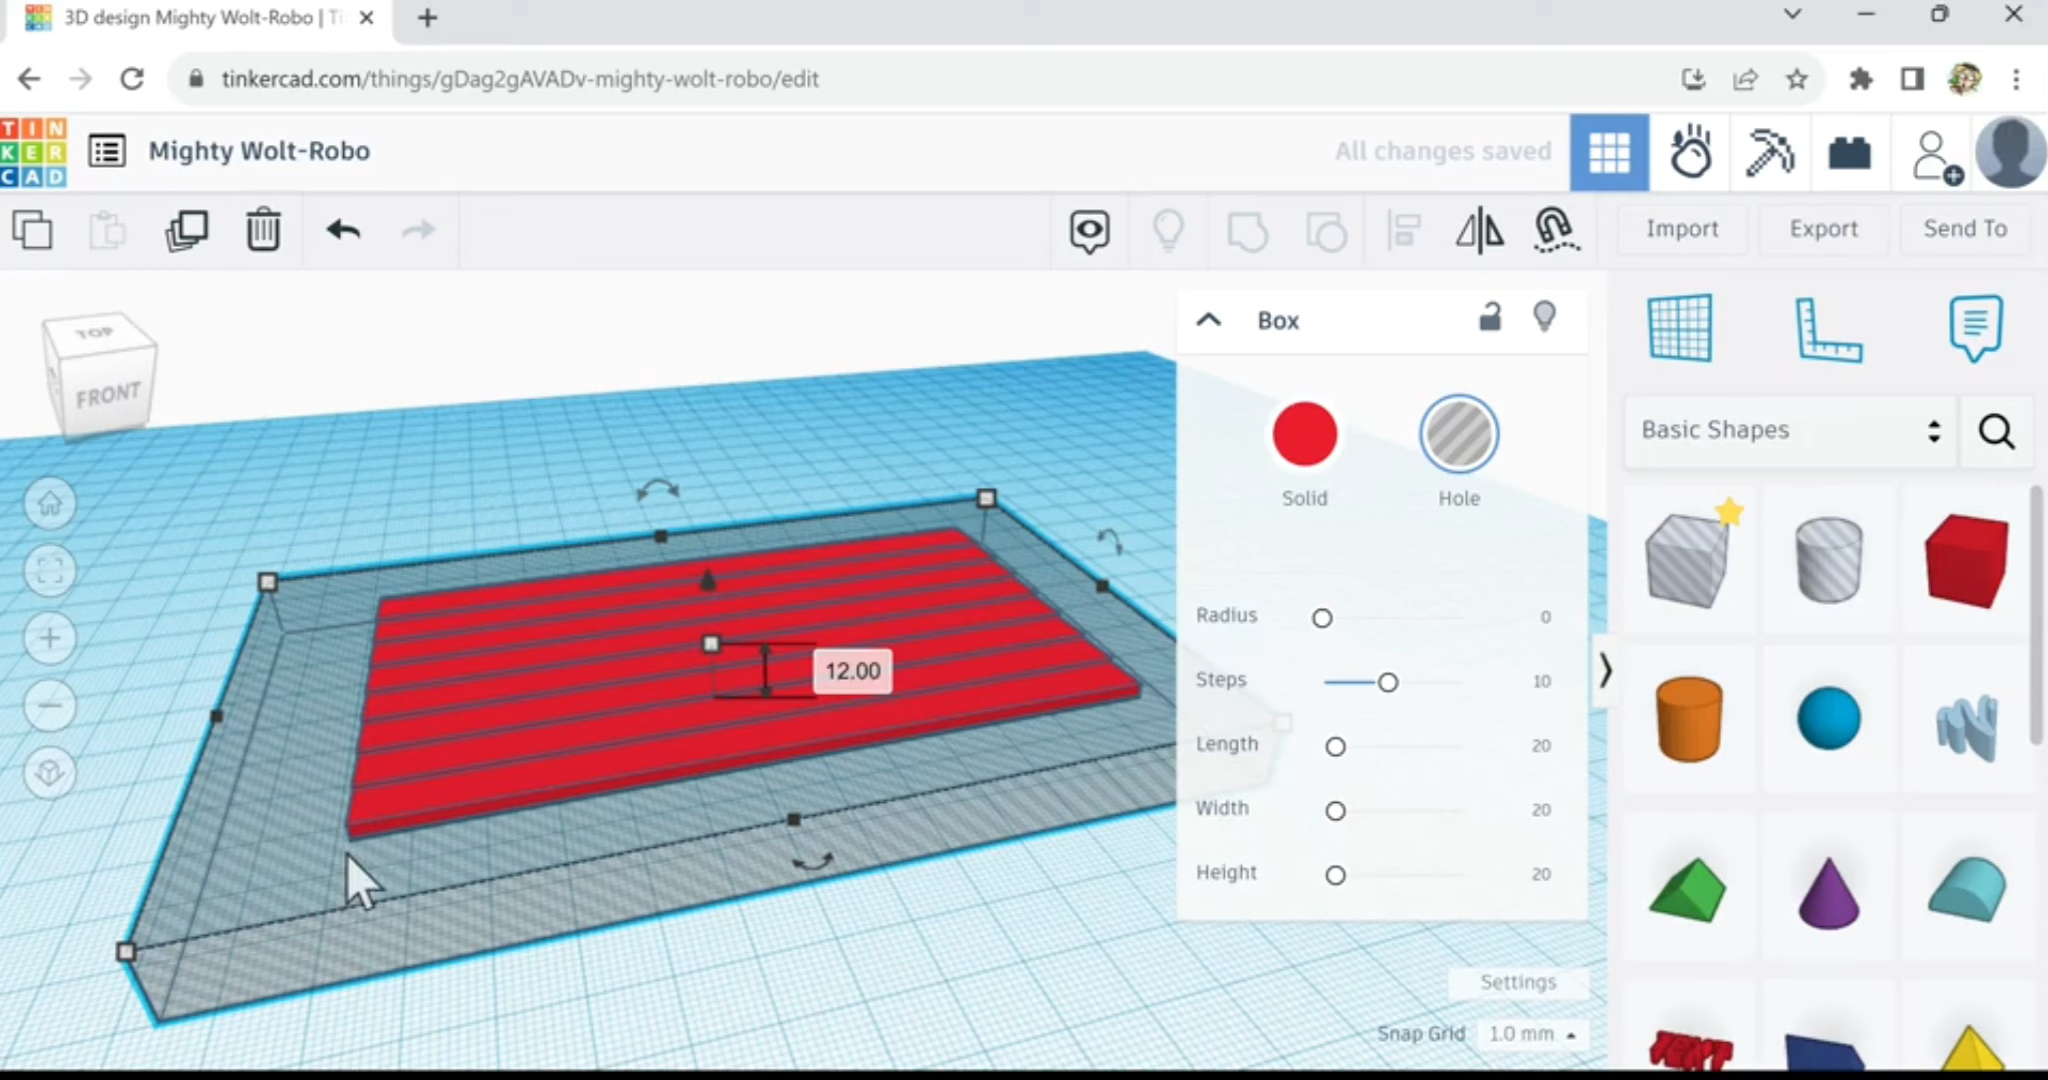 3D design Mighty Wolt-Robo | Ti
tinkercad.com/things/gDag2gAVADv-mighty-wolt-robo/edit
TIN
KER
CAD
Mighty Wolt-Robo
All changes saved
Import
Export
Send To
TOP
FRONT
Box
Solid
Hole
Radius
0
Steps
10
Length
20
Width
20
Height
20
12.00
Basic Shapes
TEXT
Settings
Snap Grid
1.0 mm